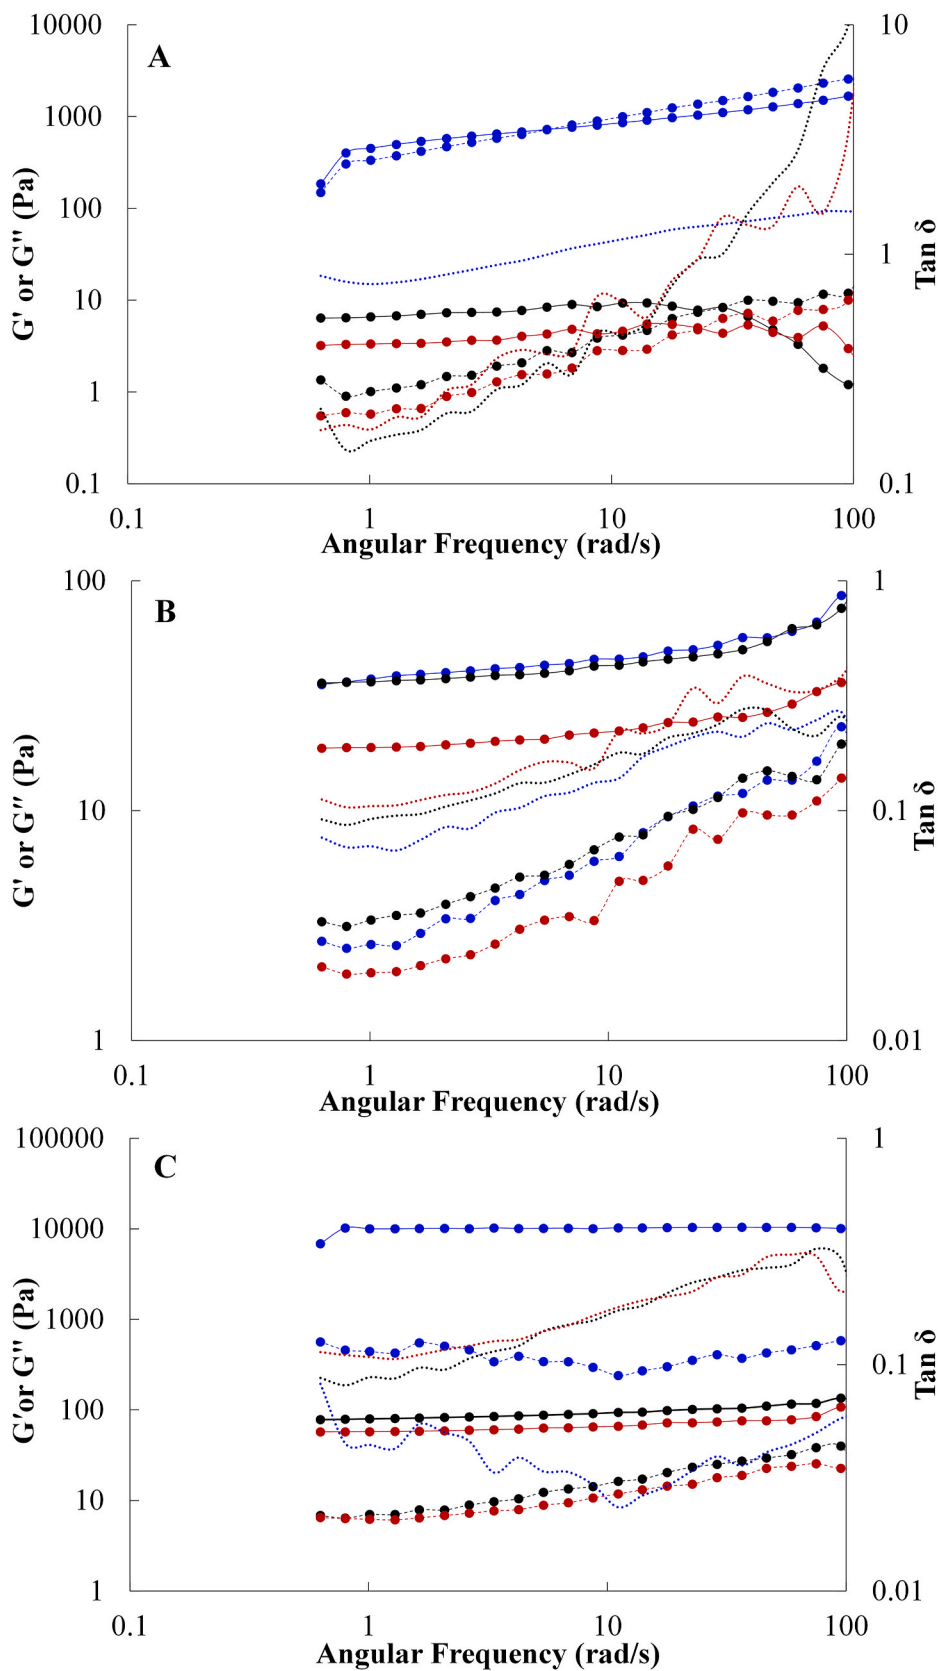 A
10000
1000
100
10
1
0.1
G' or G'' (Pa)
10
1
0.1
Tan δ
0.1 1 10 100
Angular Frequency (rad/s)
B
100
10
1
G' or G'' (Pa)
1
0.1
0.01
Tan δ
0.1 1 10 100
Angular Frequency (rad/s)
C
100000
10000
1000
100
10
1
G'or G'' (Pa)
1
0.1
0.01
Tan δ
0.1 1 10 100
Angular Frequency (rad/s)